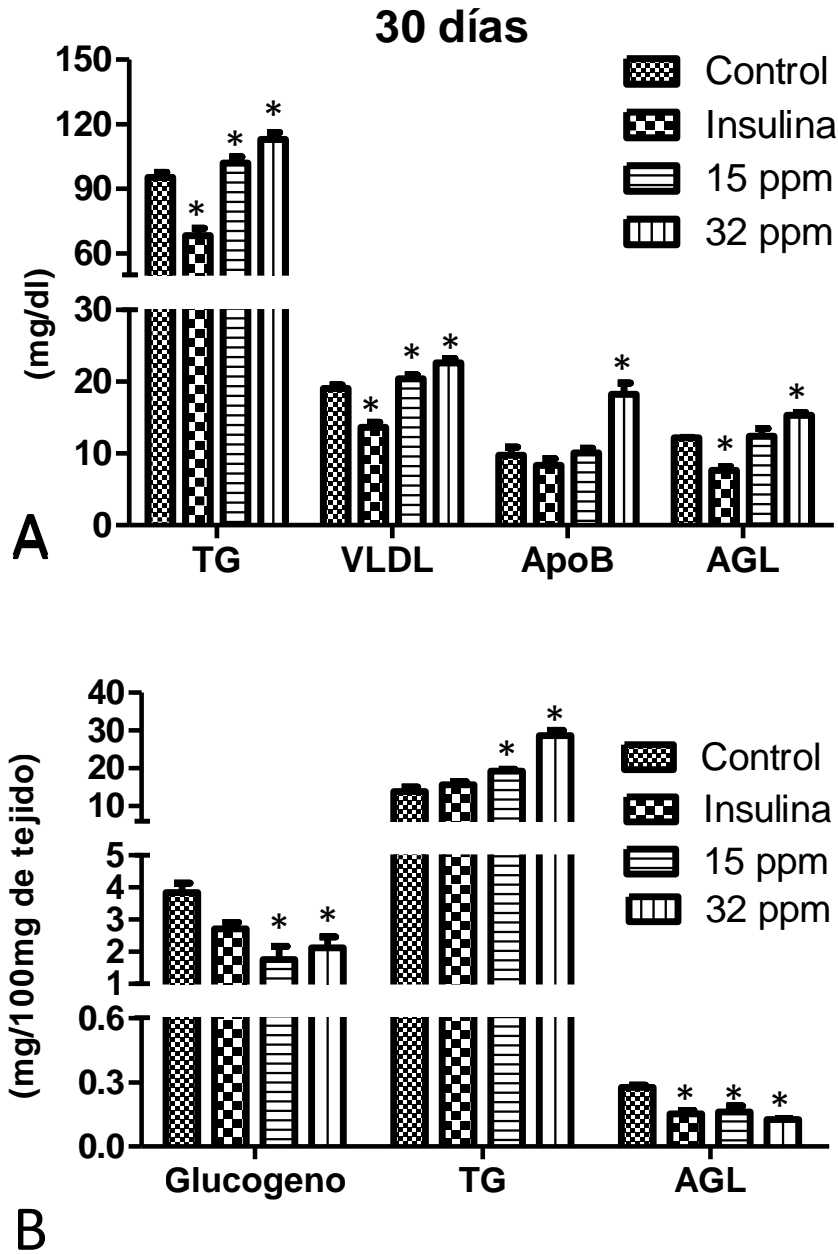 30 días
150
120
90
60
30
20
10
0
(mg/dl)
Control
Insulina
15 ppm
32 ppm
* * * *
* * * *
*
* *
TG VLDL ApoB AGL
A
40
30
20
10
5
4
3
2
1
0.6
0.3
0.0
(mg/100mg de tejido)
Control
Insulina
15 ppm
32 ppm
* *
* *
* * *
Glucogeno TG AGL
B